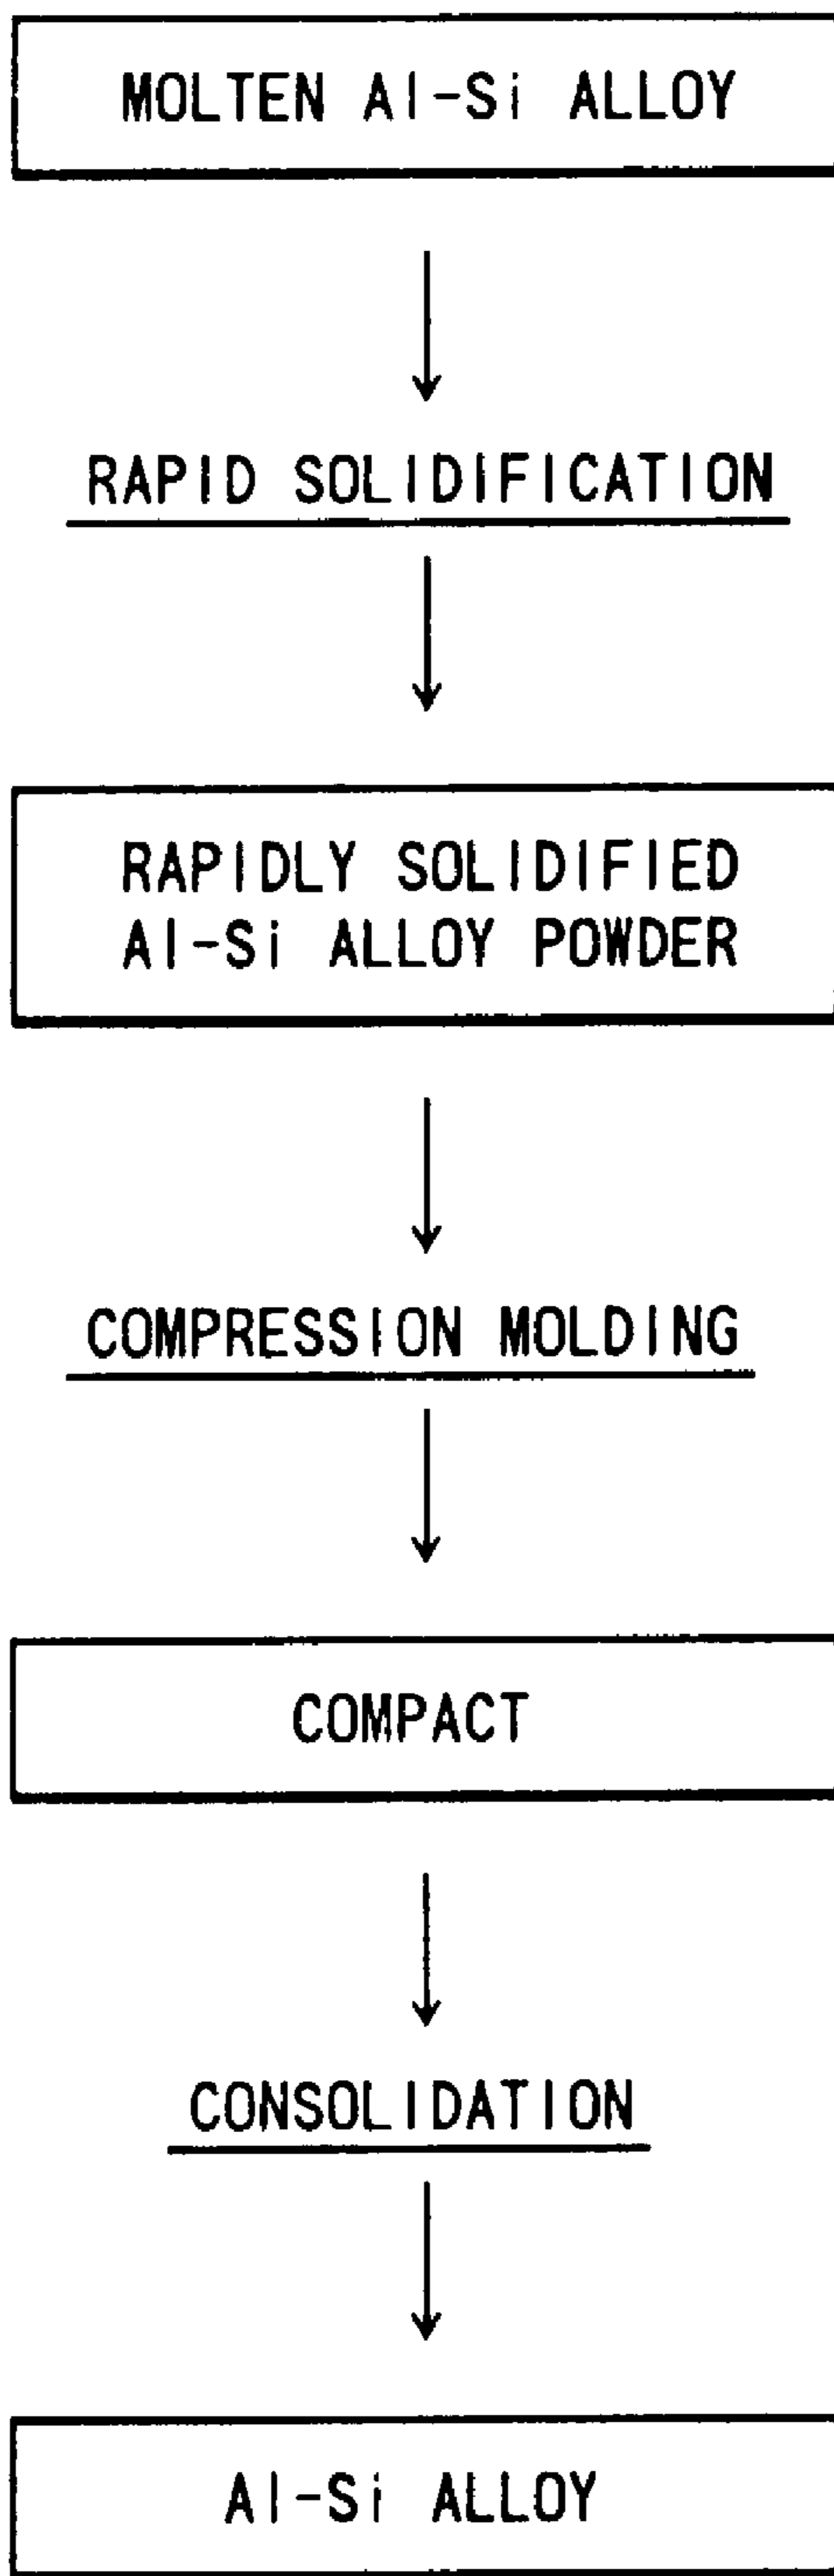 MOLTEN Al-Si ALLOY
RAPID SOLIDIFICATION
RAPIDLY SOLIDIFIED
Al-Si ALLOY POWDER
COMPRESSION MOLDING
COMPACT
CONSOLIDATION
Al-Si ALLOY